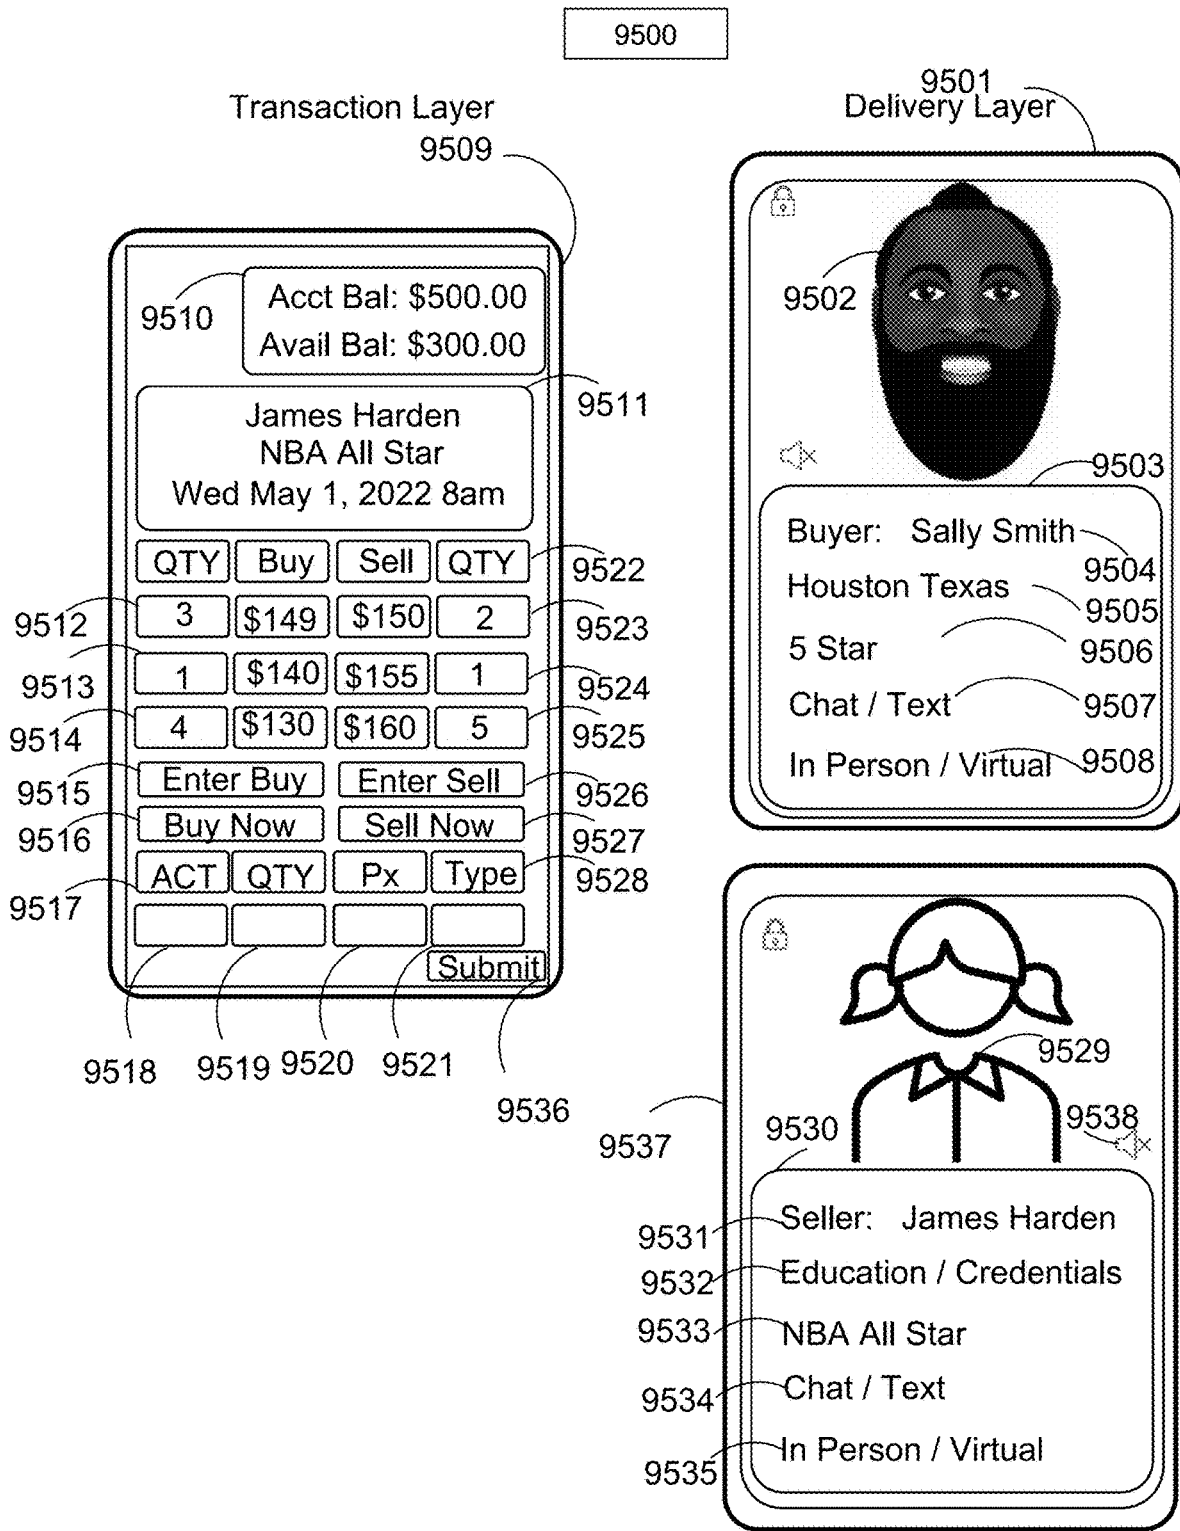 9500
Transaction Layer
9509
9510
Acct Bal: $500.00
Avail Bal: $300.00
9511
James Harden
NBA All Star
Wed May 1, 2022 8am
QTY Buy Sell QTY
9522
9512
3 $149 $150 2
9523
9513
1 $140 $155 1
9524
9514
4 $130 $160 5
9525
9515
Enter Buy Enter Sell
9526
9516
Buy Now Sell Now
9527
9517
ACT QTY Px Type
9528
Submit
9518 9519 9520 9521
9536
9501
Delivery Layer
9502
9503
Buyer: Sally Smith
9504
Houston Texas
9505
5 Star
9506
Chat / Text
9507
In Person / Virtual
9508
9529
9530
9538
9537
Seller: James Harden
9531
Education / Credentials
9532
NBA All Star
9533
Chat / Text
9534
In Person / Virtual
9535